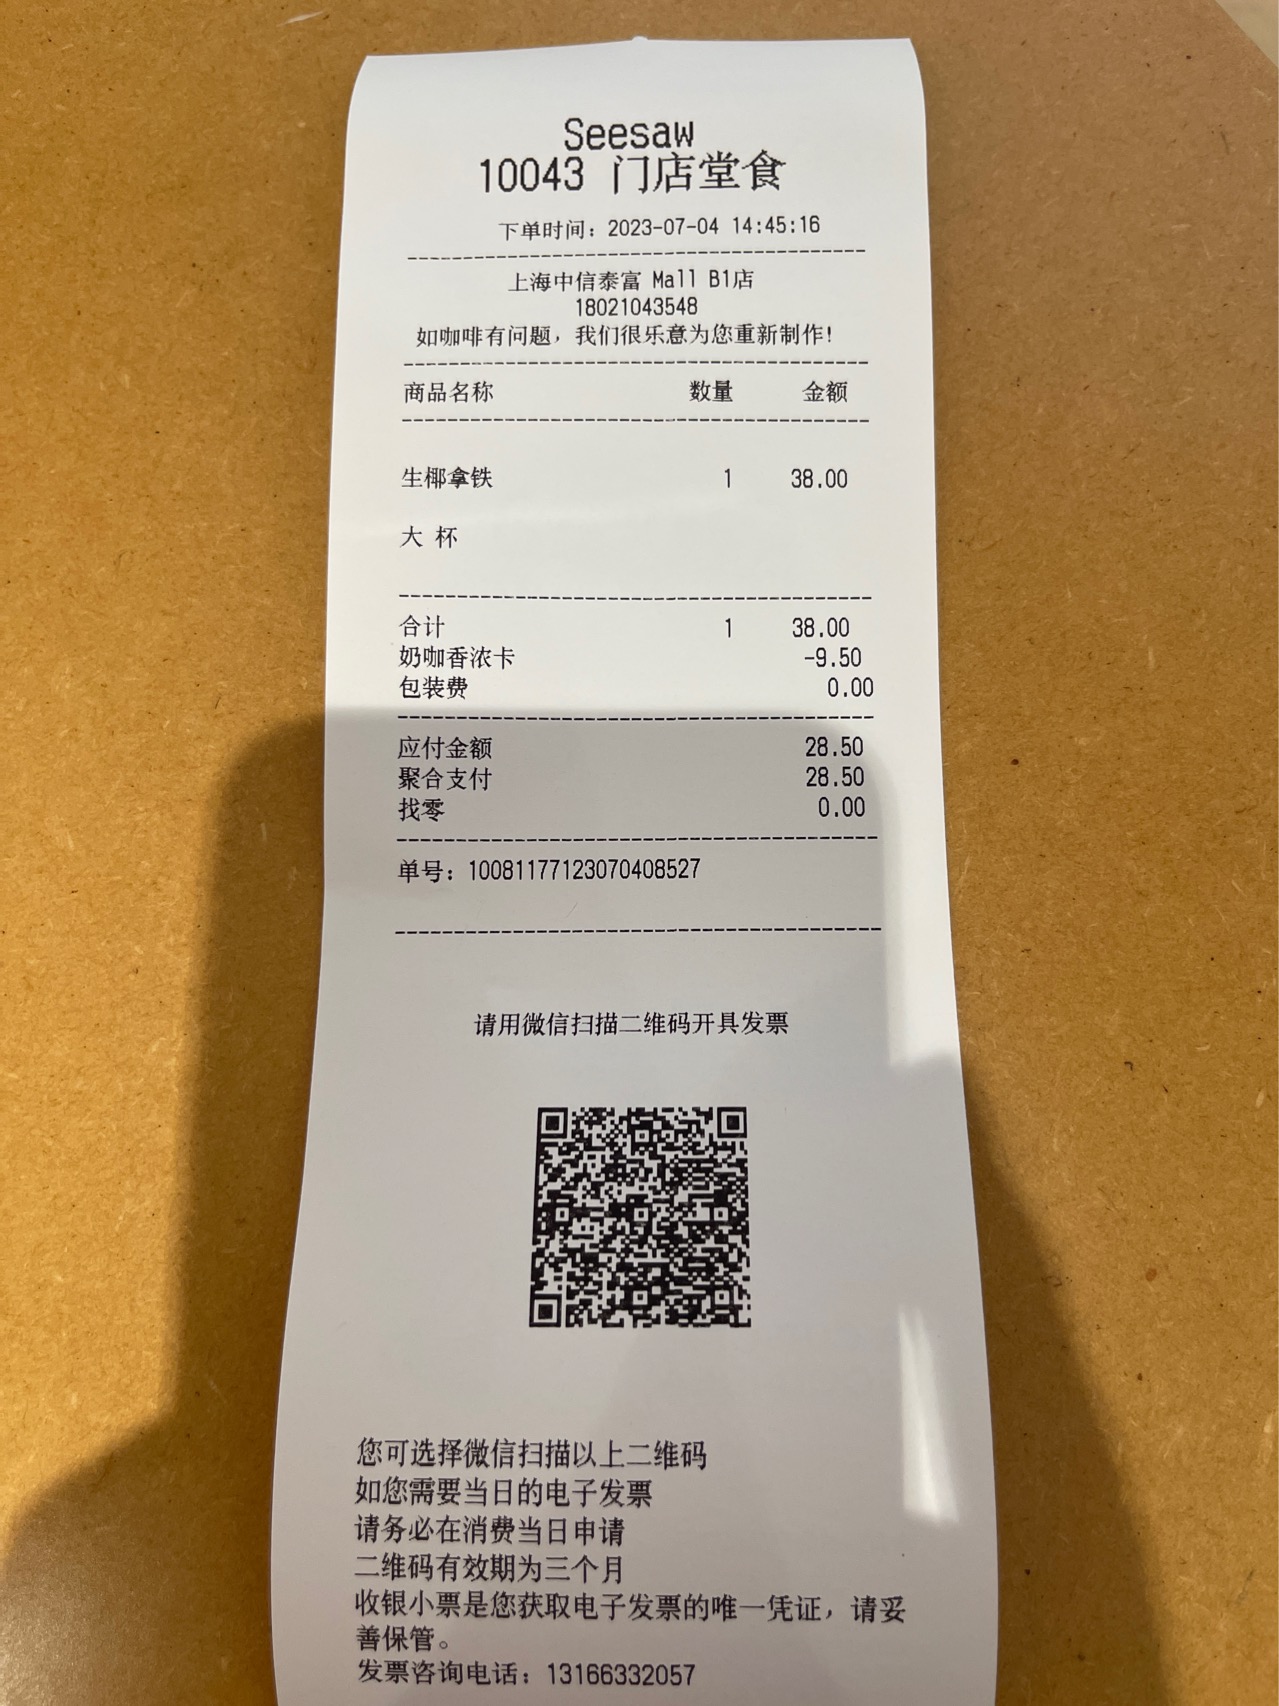 Seesaw
10043 门店堂食
下单时间：2023-07-04 14:45:16
上海中信泰富 Mall B1店
18021043548
如咖啡有问题，我们很乐意为您重新制作!
商品名称 数量 金额
生椰拿铁 1 38.00
大 杯
合计 1 38.00
奶咖香浓卡 -9.50
包装费 0.00
应付金额 28.50
聚合支付 28.50
找零 0.00
单号：10081177123070408527
请用微信扫描二维码开具发票
您可选择微信扫描以上二维码
如您需要当日的电子发票
请务必在消费当日申请
二维码有效期为三个月
收银小票是您获取电子发票的唯一凭证，请妥
善保管。
发票咨询电话：13166332057